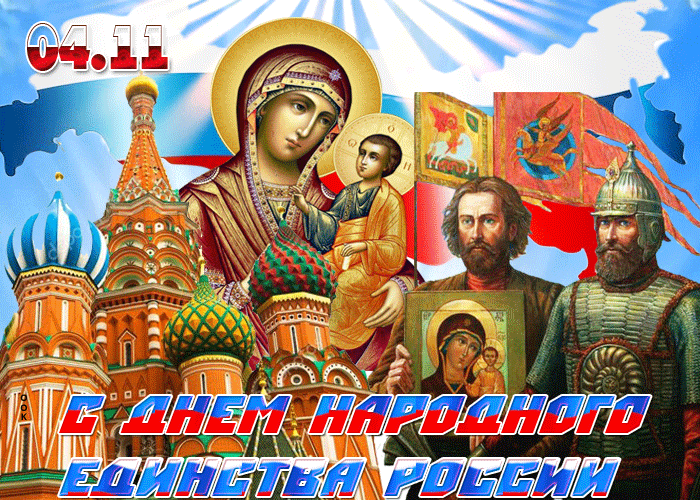 04.11
С ДНЕМ НАРОДНОГО
ЕДИНСТВА РОССИИ